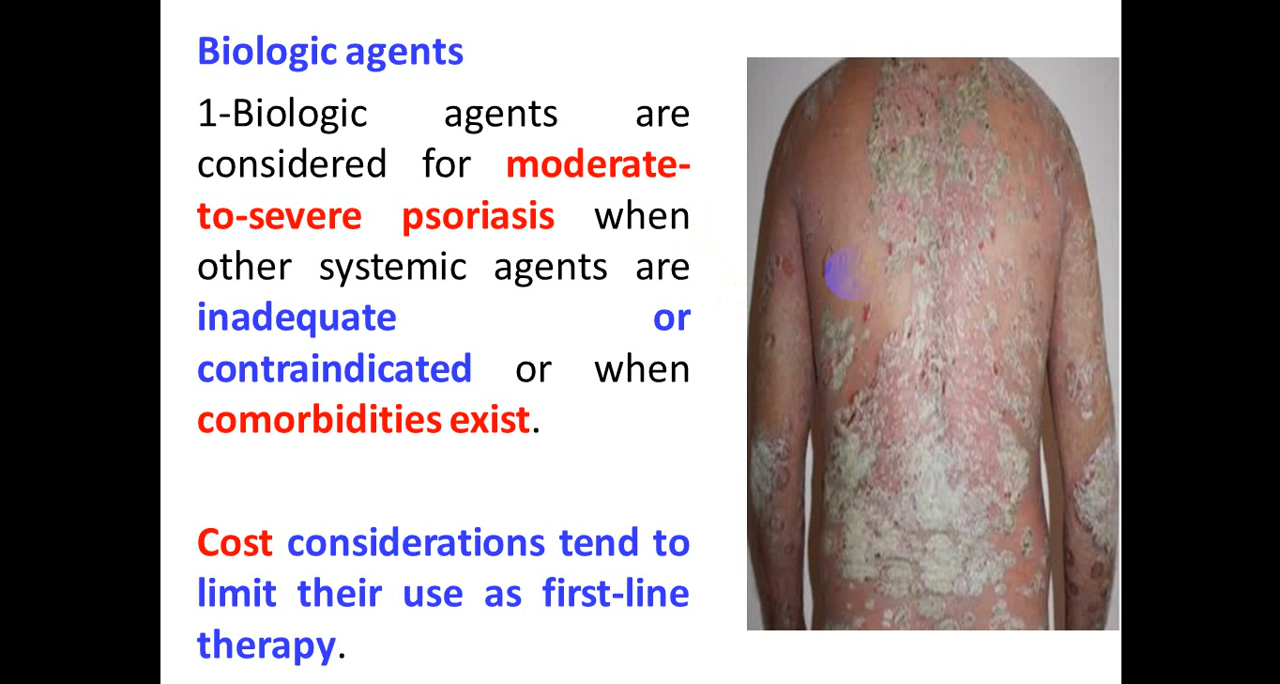 Biologic agents
1-Biologic agents are
considered for moderate-
to-severe psoriasis when
other systemic agents are
inadequate or
contraindicated or when
comorbidities exist.
Cost considerations tend to
limit their use as first-line
therapy.